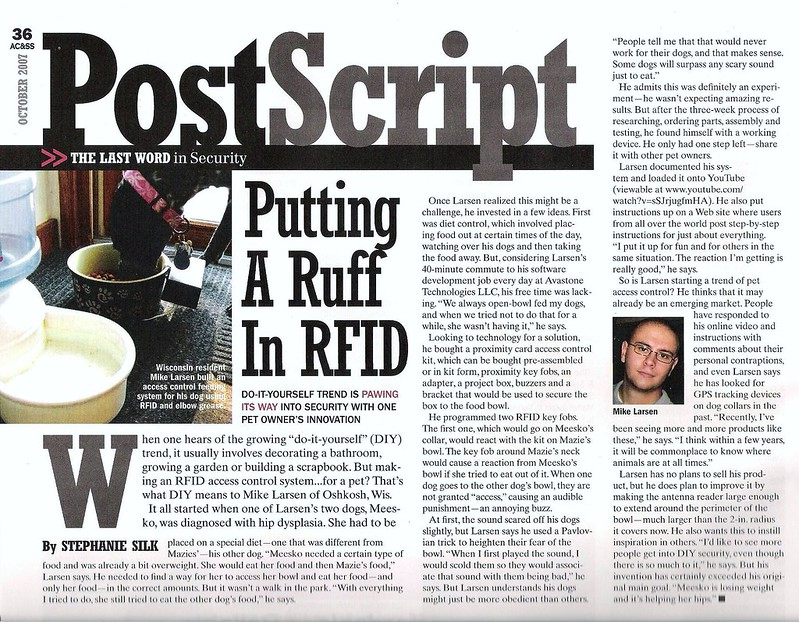 36
AC&SS
OCTOBER 2007
PostScript
>> THE LAST WORD in Security
Wisconsin resident
Mike Larsen built an
access control feeding
system for his dog using
RFID and elbow grease.
Putting
A Ruff
In RFID
DO-IT-YOURSELF TREND IS PAWING
ITS WAY INTO SECURITY WITH ONE
PET OWNER'S INNOVATION
When one hears of the growing "do-it-yourself" (DIY)
trend, it usually involves decorating a bathroom,
growing a garden or building a scrapbook. But mak-
ing an RFID access control system...for a pet? That's
what DIY means to Mike Larsen of Oshkosh, Wis.
It all started when one of Larsen's two dogs, Mees-
ko, was diagnosed with hip dysplasia. She had to be
By STEPHANIE SILK
placed on a special diet—one that was different from
Mazies'—his other dog. "Meesko needed a certain type of
food and was already a bit overweight. She would eat her food and then Mazie's food,"
Larsen says. He needed to find a way for her to access her bowl and eat her food—and
only her food—in the correct amounts. But it wasn't a walk in the park. "With everything
I tried to do, she still tried to eat the other dog's food," he says.
Once Larsen realized this might be a
challenge, he invested in a few ideas. First
was diet control, which involved plac-
ing food out at certain times of the day,
watching over his dogs and then taking
the food away. But, considering Larsen's
40-minute commute to his software
development job every day at Avastone
Technologies LLC, his free time was lack-
ing. "We always open-bowl fed my dogs,
and when we tried not to do that for a
while, she wasn't having it," he says.
Looking to technology for a solution,
he bought a proximity card access control
kit, which can be bought pre-assembled
or in kit form, proximity key fobs, an
adapter, a project box, buzzers and a
bracket that would be used to secure the
box to the food bowl.
He programmed two RFID key fobs.
The first one, which would go on Meesko's
collar, would react with the kit on Mazie's
bowl. The key fob around Mazie's neck
would cause a reaction from Meesko's
bowl if she tried to eat out of it. When one
dog goes to the other dog's bowl, they are
not granted "access," causing an audible
punishment—an annoying buzz.
At first, the sound scared off his dogs
slightly, but Larsen says he used a Pavlov-
ian trick to heighten their fear of the
bowl. "When I first played the sound, I
would scold them so they would associ-
ate that sound with them being bad," he
says. But Larsen understands his dogs
might just be more obedient than others.
"People tell me that that would never
work for their dogs, and that makes sense.
Some dogs will surpass any scary sound
just to eat."
He admits this was definitely an experi-
ment—he wasn't expecting amazing re-
sults. But after the three-week process of
researching, ordering parts, assembly and
testing, he found himself with a working
device. He only had one step left—share
it with other pet owners.
Larsen documented his sys-
tem and loaded it onto YouTube
(viewable at www.youtube.com/
watch?v=sSJrjugfmHA). He also put
instructions up on a Web site where users
from all over the world post step-by-step
instructions for just about everything.
"I put it up for fun and for others in the
same situation. The reaction I'm getting is
really good," he says.
So is Larsen starting a trend of pet
access control? He thinks that it may
already be an emerging market. People
have responded to
his online video and
instructions with
comments about their
personal contraptions,
and even Larsen says
he has looked for
GPS tracking devices
on dog collars in the
past. "Recently, I've
Mike Larsen
been seeing more and more products like
these," he says. "I think within a few years,
it will be commonplace to know where
animals are at all times."
Larsen has no plans to sell his prod-
uct, but he does plan to improve it by
making the antenna reader large enough
to extend around the perimeter of the
bowl—much larger than the 2-in. radius
it covers now. He also wants this to instill
inspiration in others. "I'd like to see more
people get into DIY security, even though
there is so much to it," he says. But his
invention has certainly exceeded his origi-
nal main goal. "Meesko is losing weight
and it's helping her hips." ■